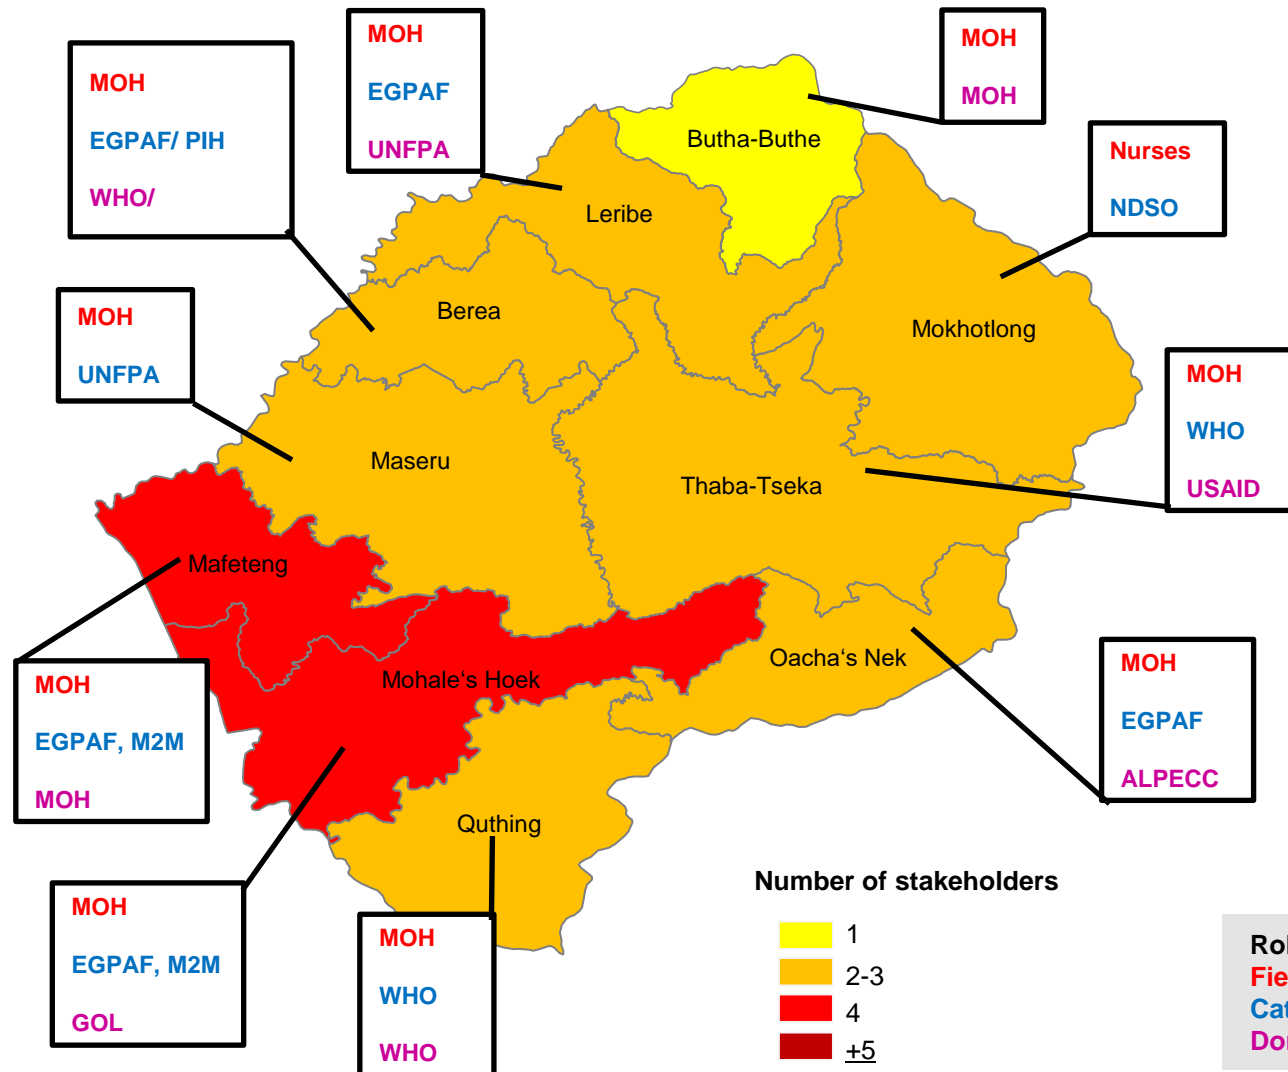 MOH
EGPAF
UNFPA
MOH
MOH
MOH
EGPAF/ PIH
WHO/
Butha-Buthe
Nurses
NDSO
Leribe
Berea
Mokhotlong
MOH
UNFPA
MOH
WHO
USAID
Maseru
Thaba-Tseka
Mafeteng
Oacha‘s Nek
Mohale‘s Hoek
MOH
EGPAF, M2M
MOH
MOH
EGPAF
ALPECC
Quthing
Number of stakeholders
1
2-3
4
+5
MOH
EGPAF, M2M
GOL
MOH
WHO
WHO